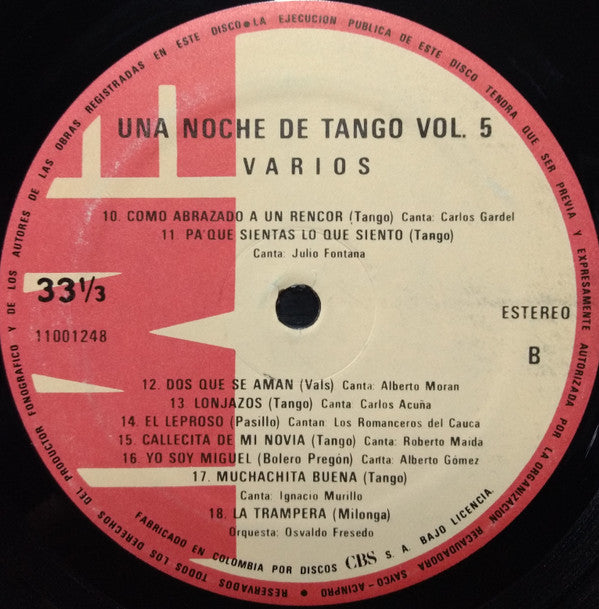 UNA NOCHE DE TANGO VOL. 5
VARIOS
10. COMO ABRAZADO A UN RENCOR (Tango) Canta: Carlos Gardel
11. PA'QUE SIENTAS LO QUE SIENTO (Tango)
Canta: Julio Fontana
33 1/3
11001248
ESTEREO
B
12. DOS QUE SE AMAN (Vals) Canta: Alberto Moran
13. LONJAZOS (Tango) Canta: Carlos Acuña
14. EL LEPROSO (Pasillo) Cantan: Los Romanceros del Cauca
15. CALLECITA DE MI NOVIA (Tango) Canta: Roberto Maida
16. YO SOY MIGUEL (Bolero Pregón) Canta: Alberto Gómez
17. MUCHACHITA BUENA (Tango)
Canta: Ignacio Murillo
18. LA TRAMPERA (Milonga)
Orquesta: Osvaldo Fresedo
FABRICADO EN COLOMBIA POR DISCOS CBS S. A. BAJO LICENCIA.
RESERVADOS TODOS LOS DERECHOS DEL PRODUCTOR FONOGRAFICO Y DE LOS AUTORES DE LAS OBRAS REGISTRADAS EN ESTE DISCO • LA EJECUCION PUBLICA DE ESTE DISCO TENDRA QUE SER PREVIA Y EXPRESAMENTE AUTORIZADA POR LA ORGANIZACION RECAUDADORA SAYCO - ACINPRO •